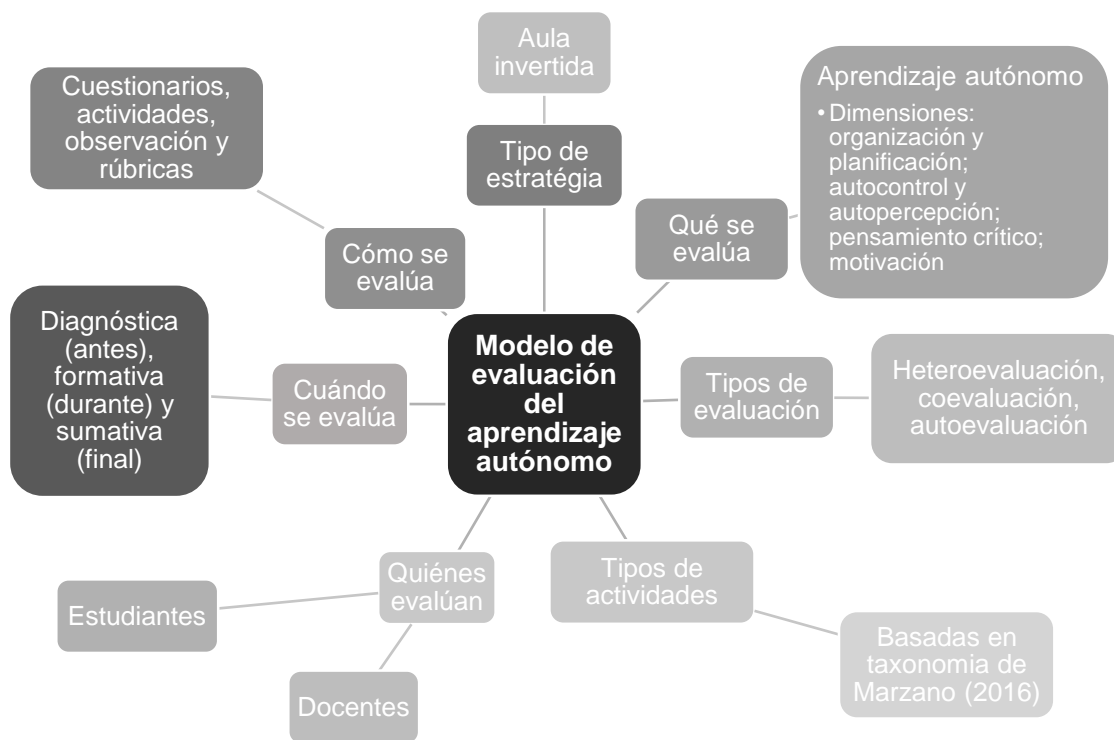 Aula
invertida
Tipo de
estratégia
Cuestionarios,
actividades,
observación y
rúbricas
Cómo se
evalúa
Aprendizaje autónomo
• Dimensiones:
organización y
planificación;
autocontrol y
autopercepción;
pensamiento crítico;
motivación
Qué se
evalúa
Diagnóstica
(antes),
formativa
(durante) y
sumativa
(final)
Cuándo
se evalúa
Modelo de
evaluación
del
aprendizaje
autónomo
Tipos de
evaluación
Heteroevaluación,
coevaluación,
autoevaluación
Quiénes
evalúan
Estudiantes
Docentes
Tipos de
actividades
Basadas en
taxonomia de
Marzano (2016)